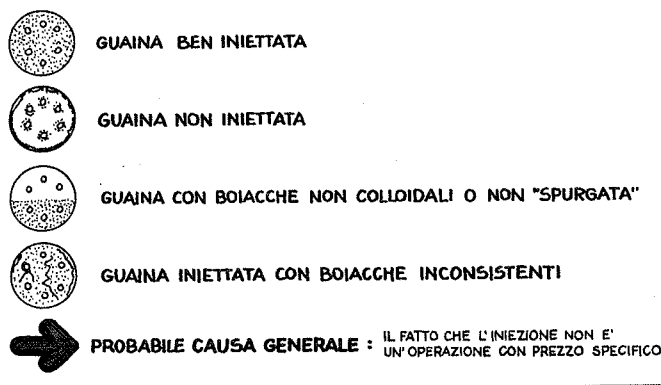 GUAINA BEN INIETTATA
GUAINA NON INIETTATA
GUAINA CON BOIACCHE NON COLLOIDALI O NON "SPURGATA"
GUAINA INIETTATA CON BOIACCHE INCONSISTENTI
PROBABILE CAUSA GENERALE : IL FATTO CHE L'INIEZIONE NON E'
UN'OPERAZIONE CON PREZZO SPECIFICO